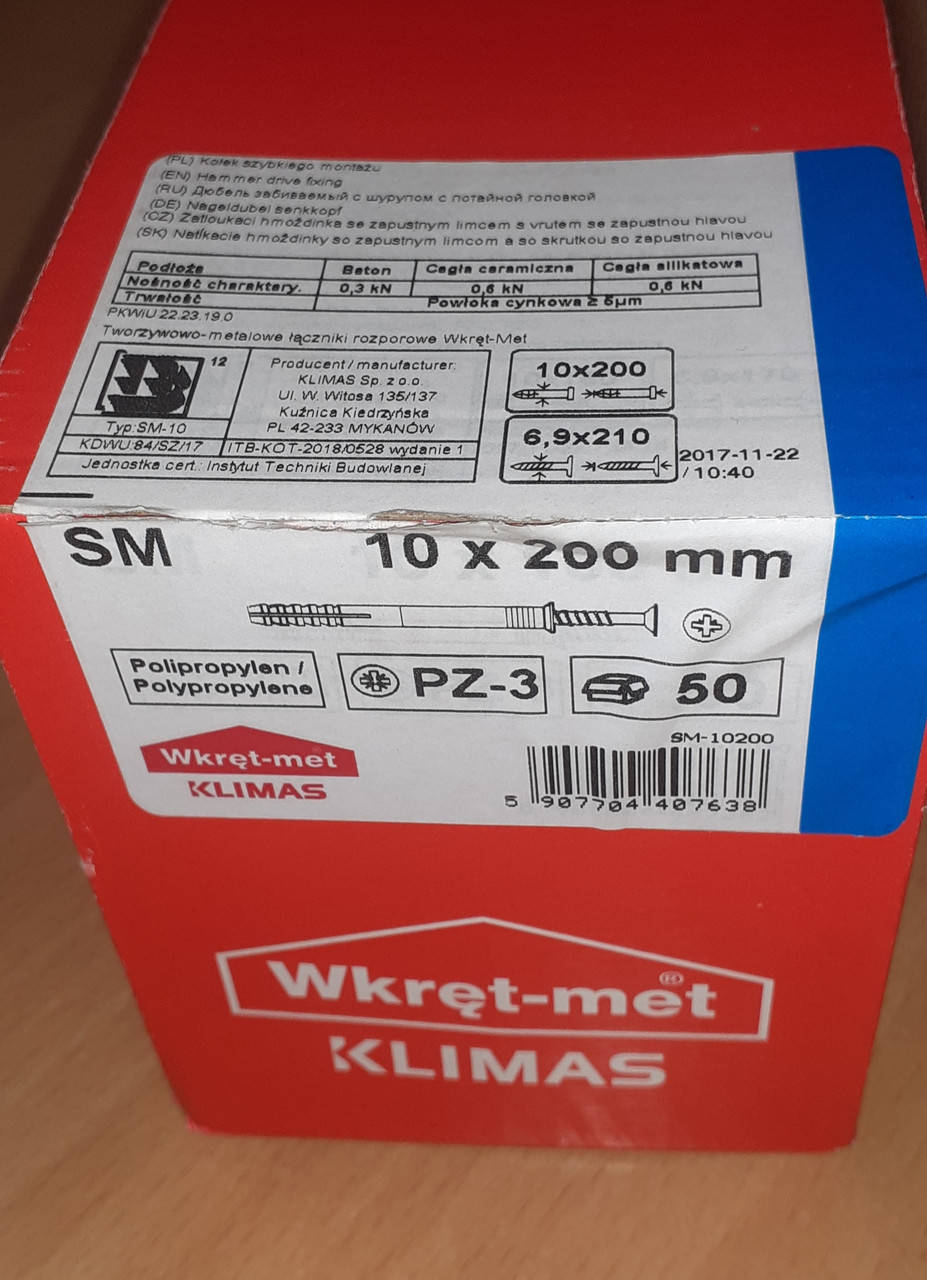 (PL) Kołek szybkiego montażu
(EN) Hammer drive fixing
(RU) Дюбель забиваемый с шурупом с потайной головкой
(DE) Nageldübel senkkopf
(CZ) Zatloukací hmoždinka se zapustnym limcem s vrutem se zapustnou hlavou
(SK) Natĺkacie hmoždinky so zapustnym limcom a so skrutkou so zapustnou hlavou
Podłoże Beton Cegła ceramiczna Cegła silikatowa
Nośność charaktery. 0,3 kN 0,6 kN 0,6 kN
Trwałość Powłoka cynkowa ≥ 5µm
PKWiU 22.23.19.0
Tworzywowo-metalowe łączniki rozporowe Wkręt-Met
12
Typ:SM-10
KDWU:84/SZ/17
Producent / manufacturer:
KLIMAS Sp. z o.o.
Ul. W. Witosa 135/137
Kuźnica Kiedrzyńska
PL 42-233 MYKANÓW
ITB-KOT-2018/0528 wydanie 1
Jednostka cert.: Instytut Techniki Budowlanej
10x200
6,9x210
2017-11-22
/ 10:40
SM 10 x 200 mm
Polipropylen /
Polypropylene
PZ-3
50
SM-10200
5 907704 407638
Wkręt-met
KLIMAS
Wkręt-met®
KLIMAS